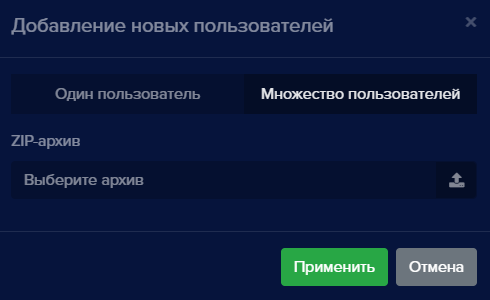 Добавление новых пользователей
×
Один пользователь
Множество пользователей
ZIP-архив
Выберите архив
Применить
Отмена